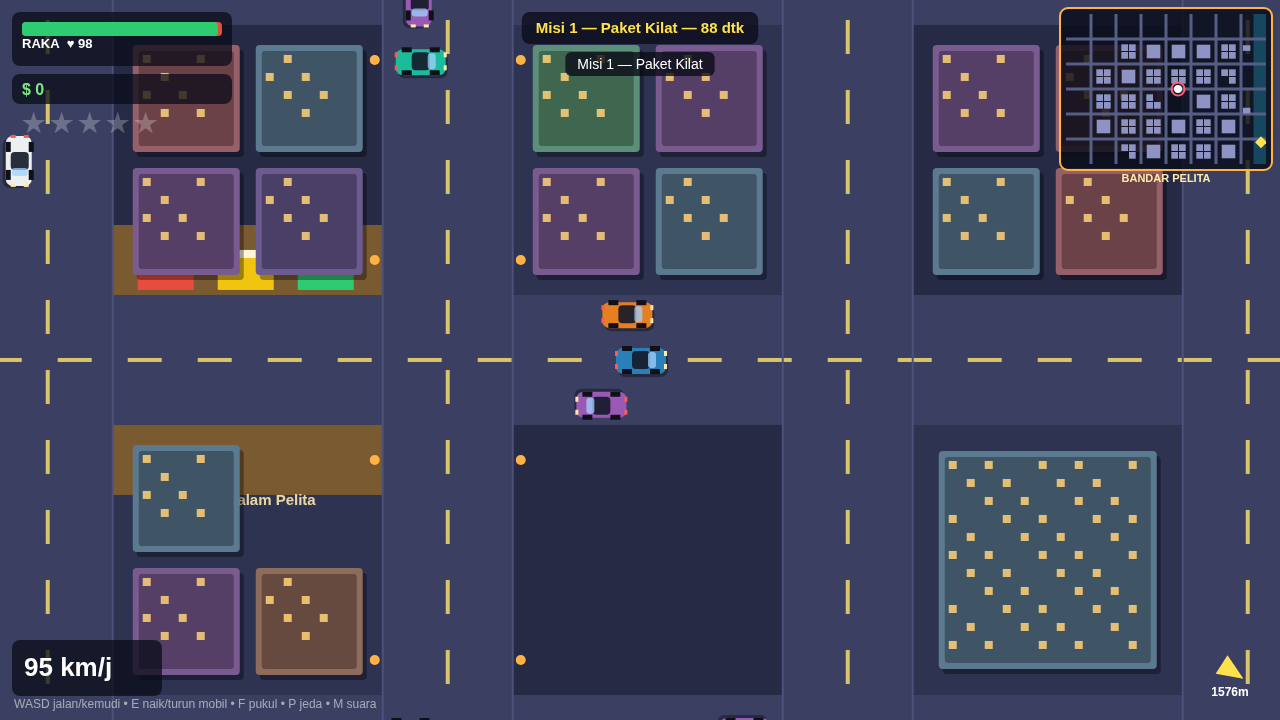 RAKA ♥ 98
$ 0
★★★★★
Misi 1 — Paket Kilat — 88 dtk
Misi 1 — Paket Kilat
BANDAR PELITA
alam Pelita
95 km/j
WASD jalan/kemudi • E naik/turun mobil • F pukul • P jeda • M suara
1576m